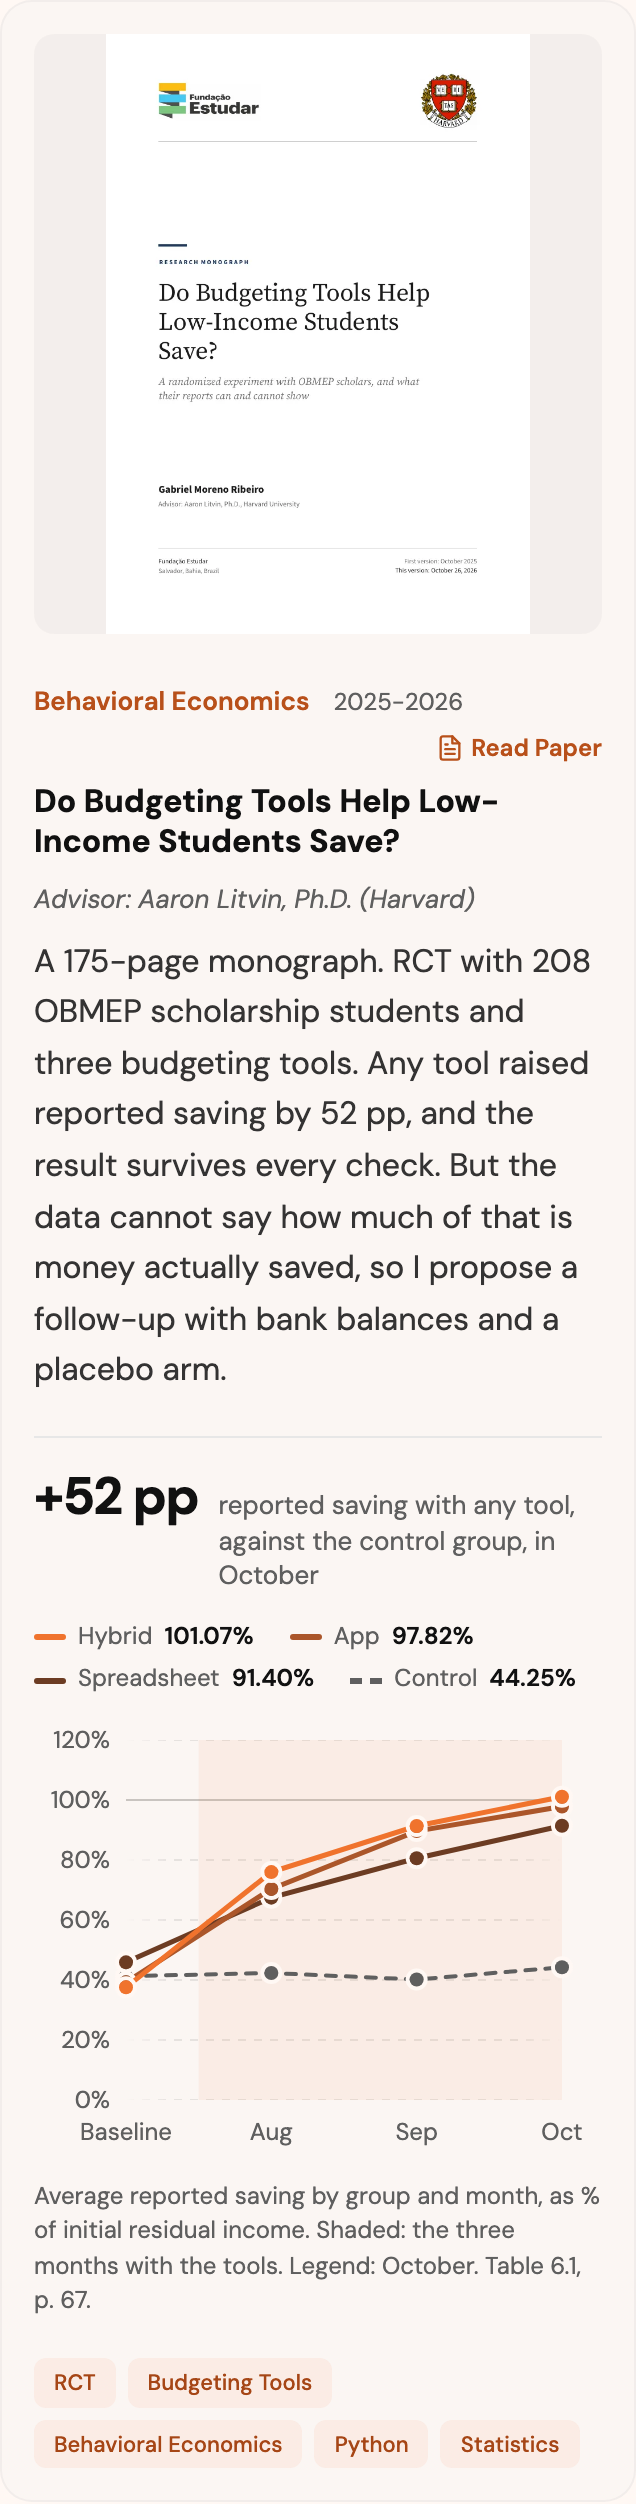 Fundação
Estudar
VE RI
TAS
HARVARD
RESEARCH MONOGRAPH
Do Budgeting Tools Help
Low-Income Students
Save?
A randomized experiment with OBMEP scholars, and what
their reports can and cannot show
Gabriel Moreno Ribeiro
Advisor: Aaron Litvin, Ph.D., Harvard University
Fundação Estudar
Salvador, Bahia, Brazil
First version: October 2025
This version: October 26, 2026
Behavioral Economics 2025-2026
Read Paper
Do Budgeting Tools Help Low-
Income Students Save?
Advisor: Aaron Litvin, Ph.D. (Harvard)
A 175-page monograph. RCT with 208
OBMEP scholarship students and
three budgeting tools. Any tool raised
reported saving by 52 pp, and the
result survives every check. But the
data cannot say how much of that is
money actually saved, so I propose a
follow-up with bank balances and a
placebo arm.
+52 pp reported saving with any tool,
against the control group, in
October
Hybrid 101.07% App 97.82%
Spreadsheet 91.40% Control 44.25%
120%
100%
80%
60%
40%
20%
0%
Baseline Aug Sep Oct
Average reported saving by group and month, as %
of initial residual income. Shaded: the three
months with the tools. Legend: October. Table 6.1,
p. 67.
RCT Budgeting Tools
Behavioral Economics Python Statistics